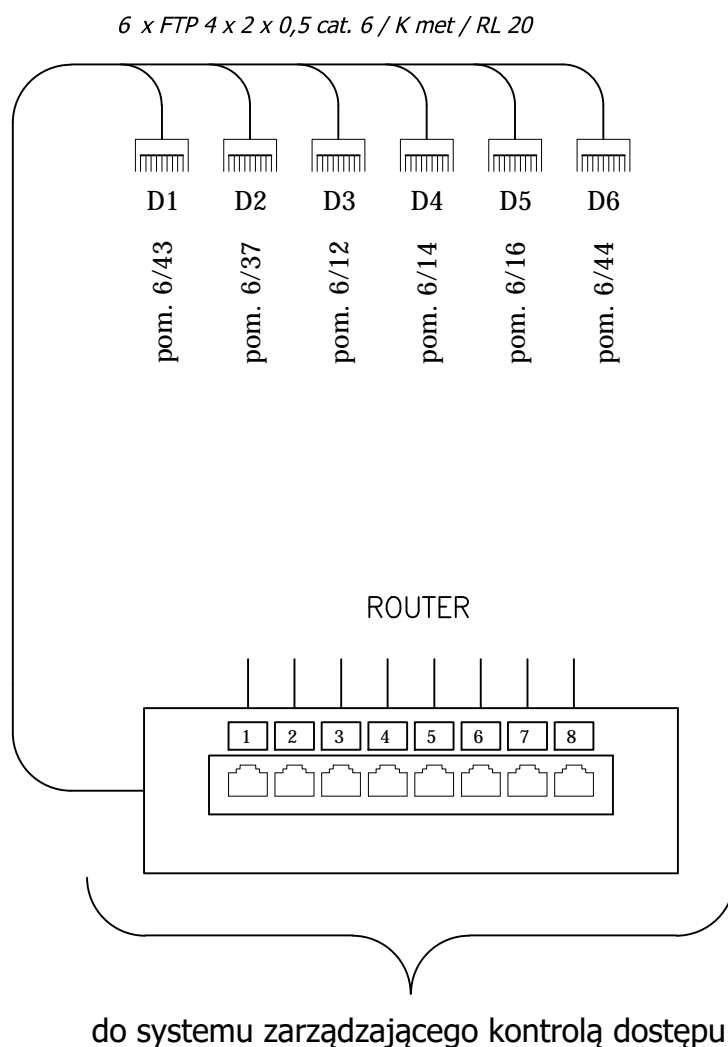 6 x FTP 4 x 2 x 0,5 cat. 6 / K met / RL 20
D1 D2 D3 D4 D5 D6
pom. 6/43
pom. 6/37
pom. 6/12
pom. 6/14
pom. 6/16
pom. 6/44
ROUTER
1 2 3 4 5 6 7 8
do systemu zarządzającego kontrolą dostępu